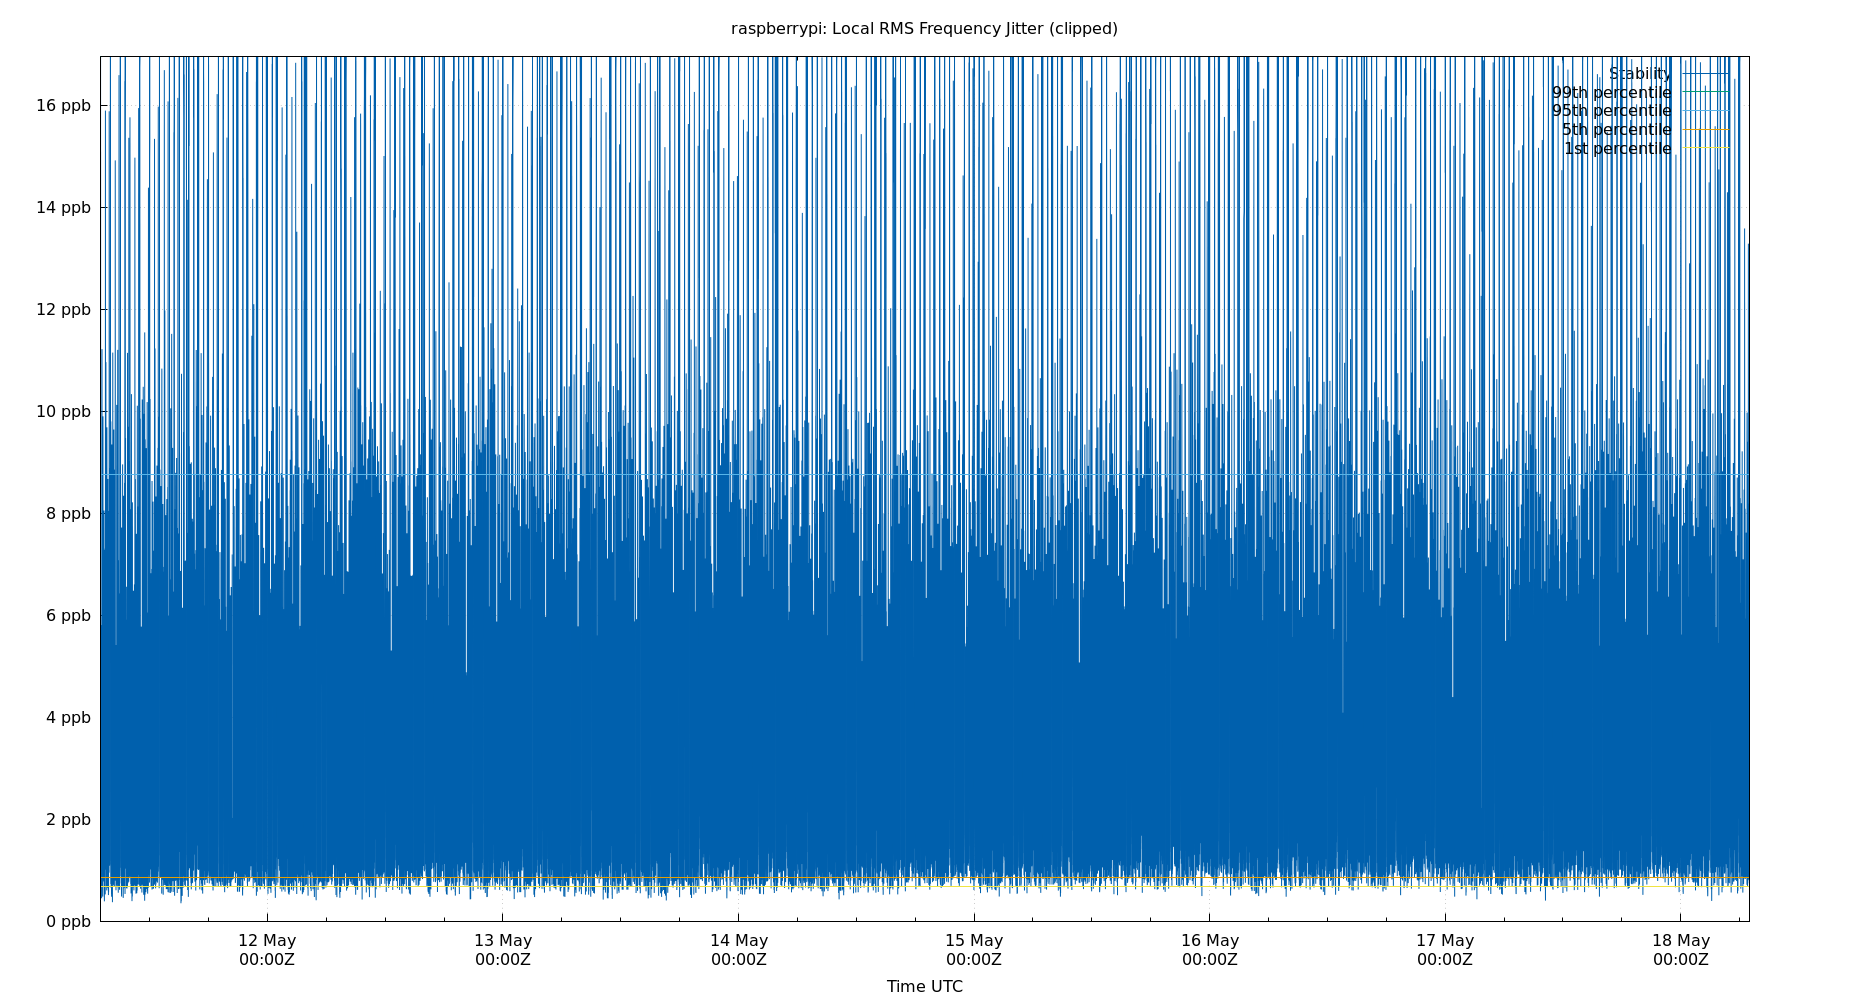 raspberrypi: Local RMS Frequency Jitter (clipped)
Stability
99th percentile
95th percentile
5th percentile
1st percentile
16 ppb
14 ppb
12 ppb
10 ppb
8 ppb
6 ppb
4 ppb
2 ppb
0 ppb
12 May 13 May 14 May 15 May 16 May 17 May 18 May
00:00Z 00:00Z 00:00Z 00:00Z 00:00Z 00:00Z 00:00Z
Time UTC